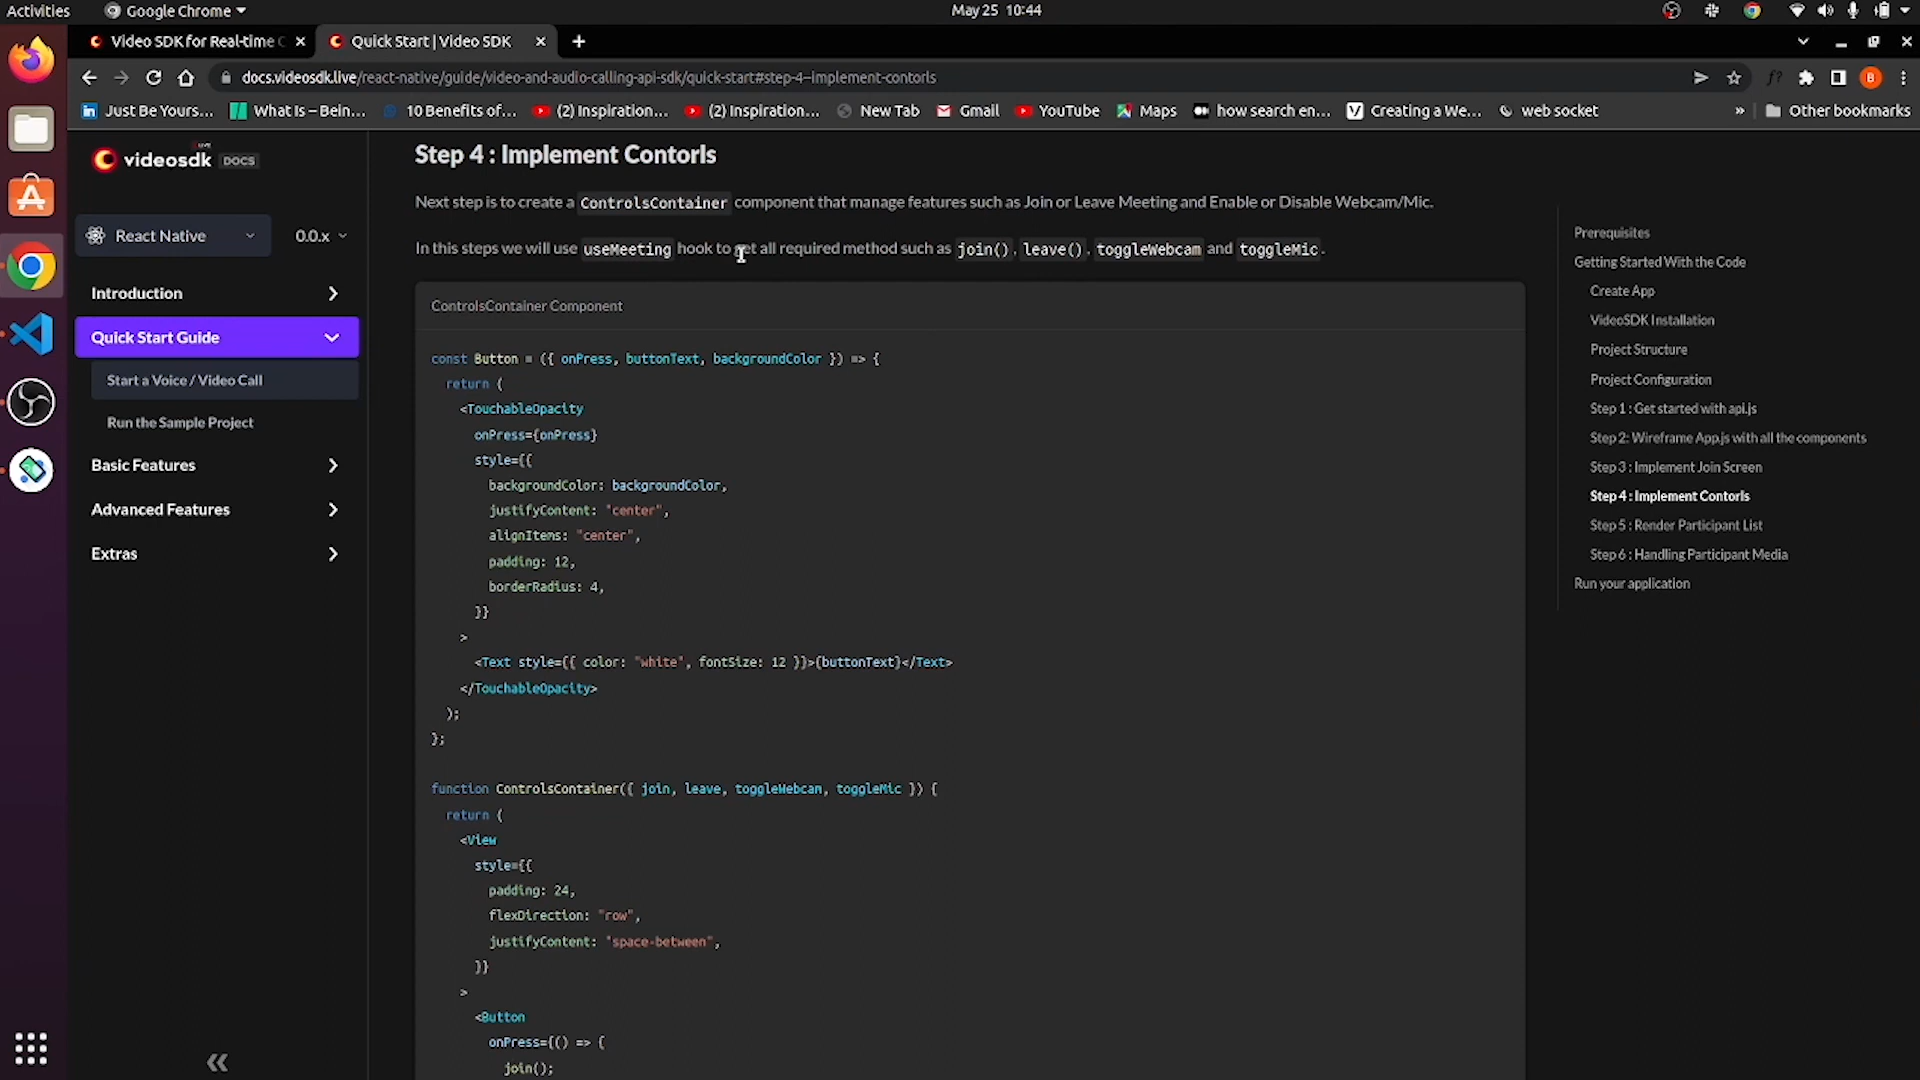 Activities
Google Chrome
May 25 10:44
Video SDK for Real-time C
Quick Start | Video SDK
docs.videosdk.live/react-native/guide/video-and-audio-calling-api-sdk/quick-start#step-4--implement-contorls
f?
B
Just Be Yours...
What Is – Bein...
10 Benefits of...
(2) Inspiration...
(2) Inspiration...
New Tab
Gmail
YouTube
Maps
how search en...
Creating a We...
web socket
»
Other bookmarks
videosdk LIVE DOCS
React Native
0.0.x
Introduction
Quick Start Guide
Start a Voice / Video Call
Run the Sample Project
Basic Features
Advanced Features
Extras
Step 4 : Implement Contorls
Next step is to create a ControlsContainer component that manage features such as Join or Leave Meeting and Enable or Disable Webcam/Mic.
In this steps we will use useMeeting hook to get all required method such as join(), leave(), toggleWebcam and toggleMic.
ControlsContainer Component
const Button = ({ onPress, buttonText, backgroundColor }) => {
return (
<TouchableOpacity
onPress={onPress}
style={{
backgroundColor: backgroundColor,
justifyContent: "center",
alignItems: "center",
padding: 12,
borderRadius: 4,
}}
>
<Text style={{ color: "white", fontSize: 12 }}>{buttonText}</Text>
</TouchableOpacity>
);
};
function ControlsContainer({ join, leave, toggleWebcam, toggleMic }) {
return (
<View
style={{
padding: 24,
flexDirection: "row",
justifyContent: "space-between",
}}
>
<Button
onPress={() => {
join();
Prerequisites
Getting Started With the Code
Create App
VideoSDK Installation
Project Structure
Project Configuration
Step 1 : Get started with api.js
Step 2: Wireframe App.js with all the components
Step 3 : Implement Join Screen
Step 4 : Implement Contorls
Step 5 : Render Participant List
Step 6 : Handling Participant Media
Run your application